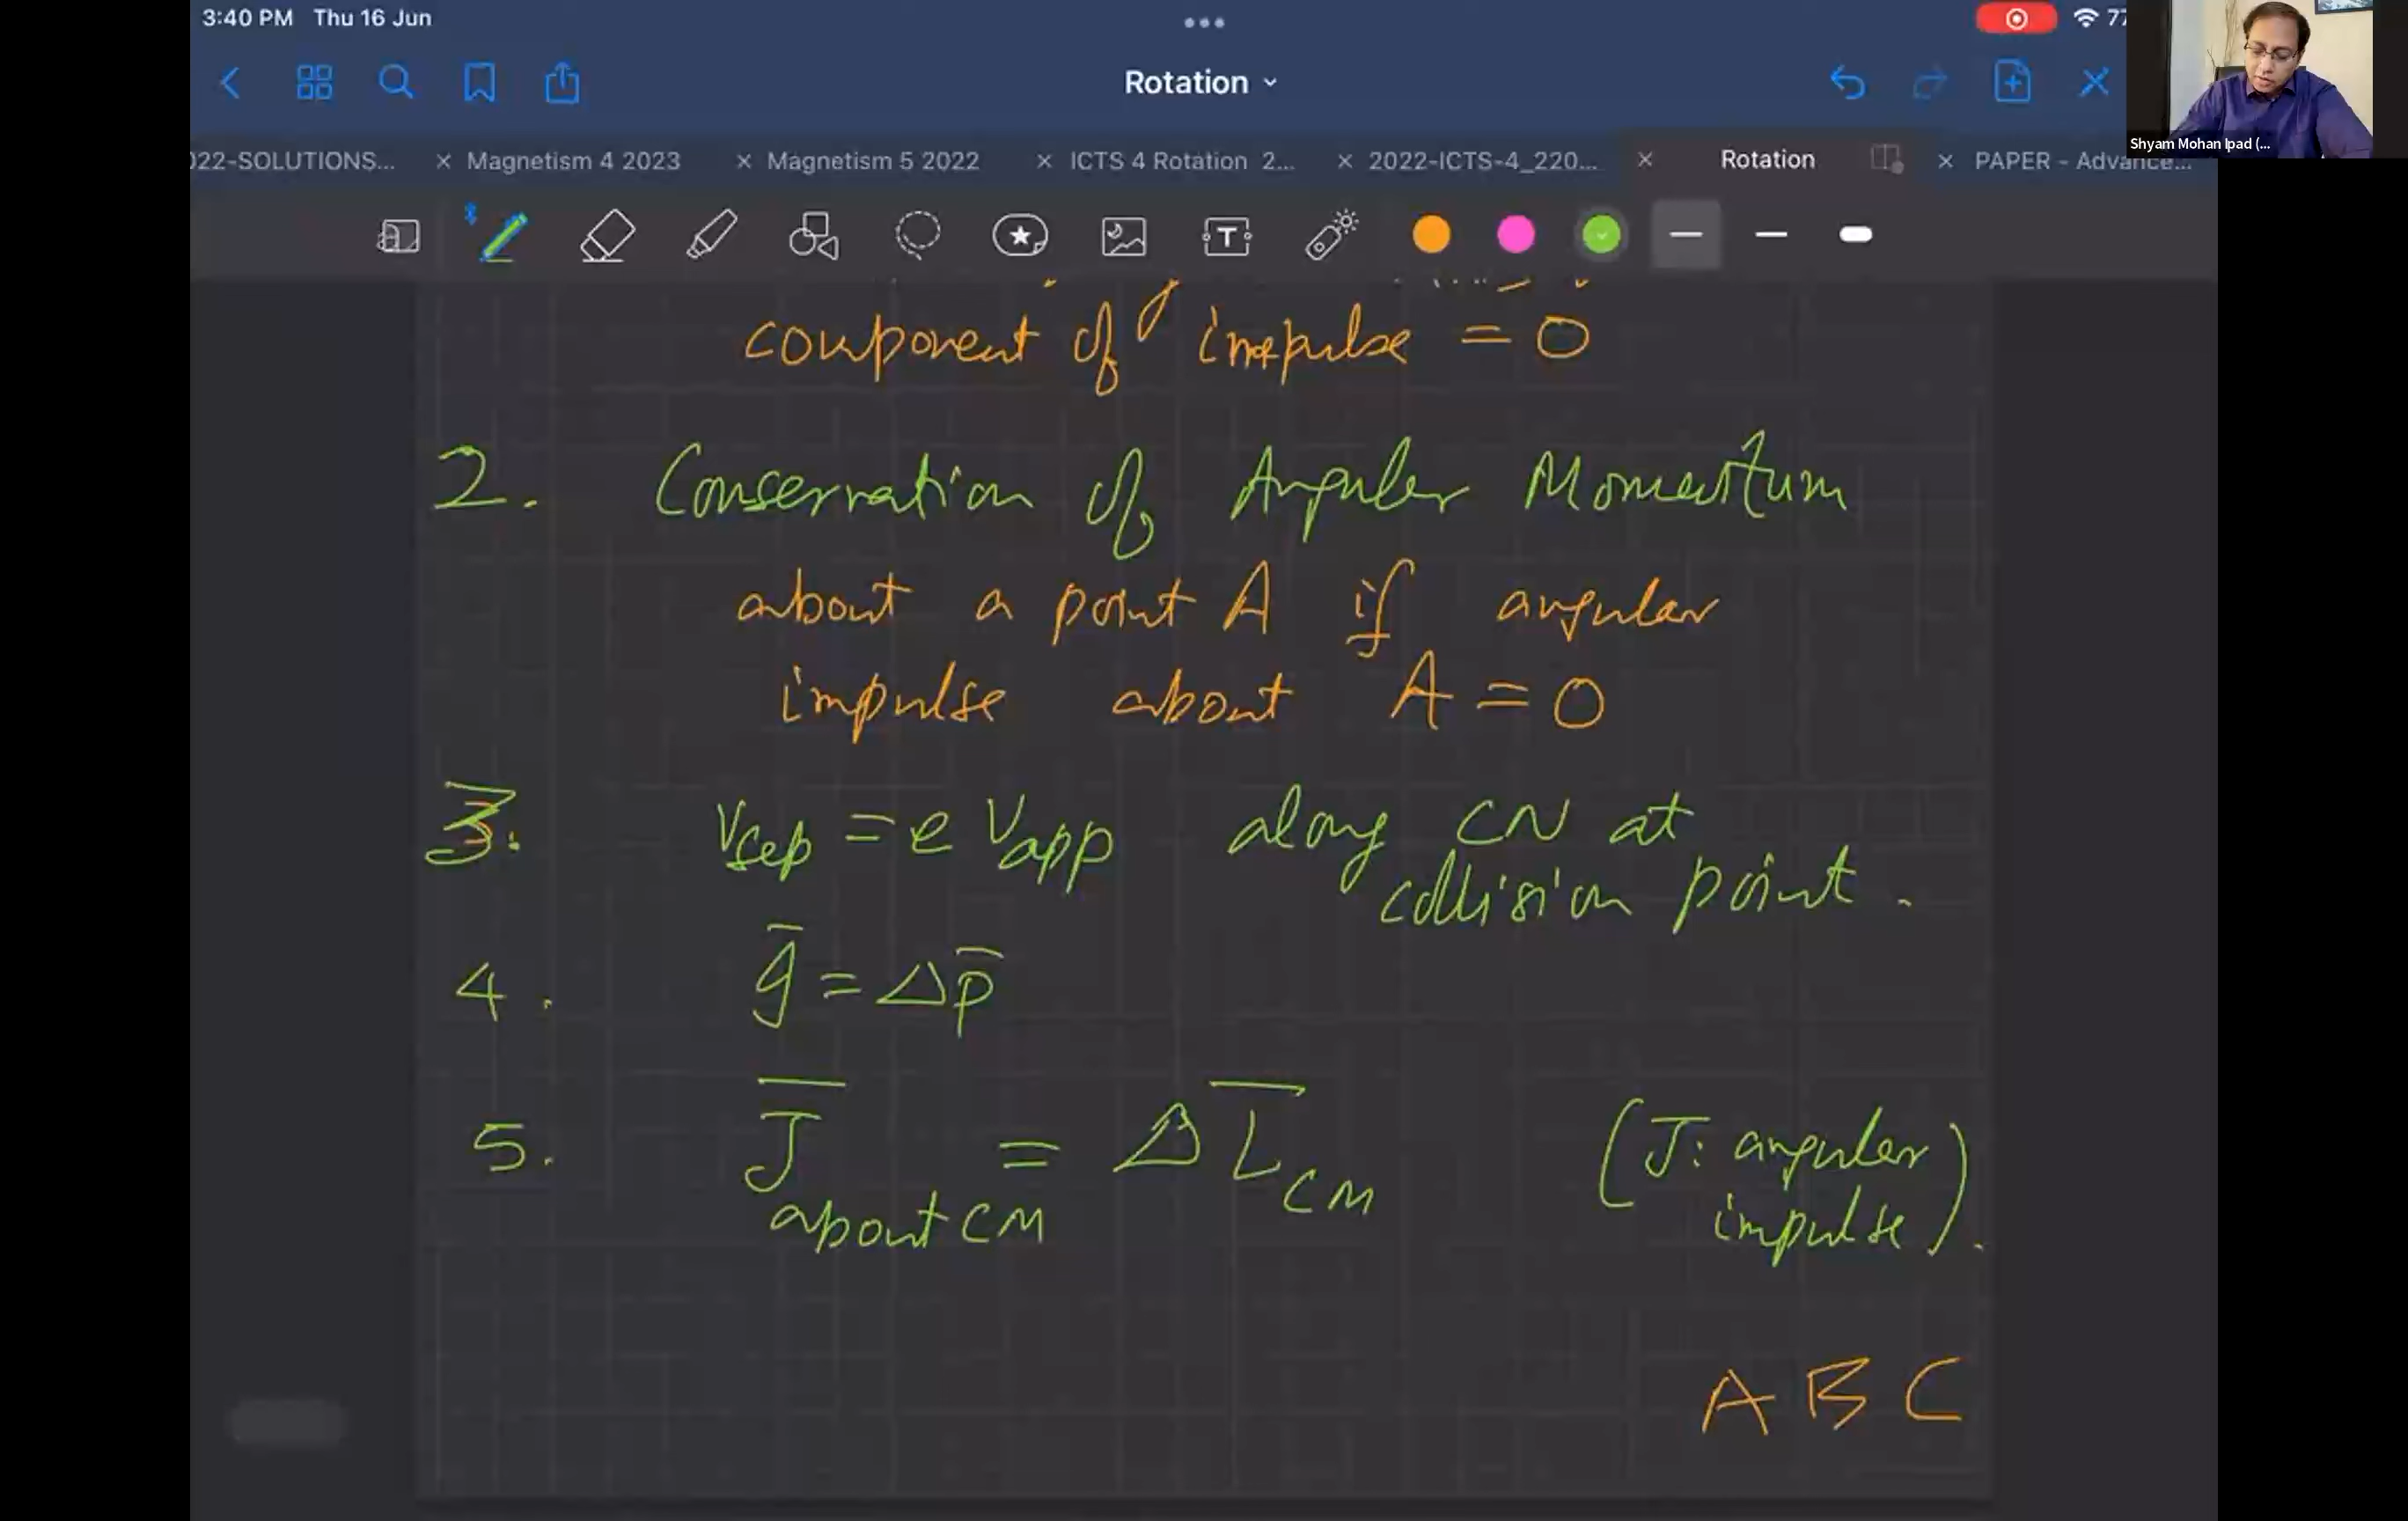 3:40 PM Thu 16 Jun
77
Rotation
022-SOLUTIONS...
Magnetism 4 2023
Magnetism 5 2022
ICTS 4 Rotation 2...
2022-ICTS-4_220...
Rotation
PAPER - Advance...
Shyam Mohan Ipad (...
component of impulse = 0
2. Conservation of Angular Momentum
about a point A if angular
impulse about A = 0
3. Vsep = e Vapp along CN at
collision point.
4. J̄ = Δp̄
5. J̄ = ΔL̄CM (J: angular
about CM impulse).
A B C